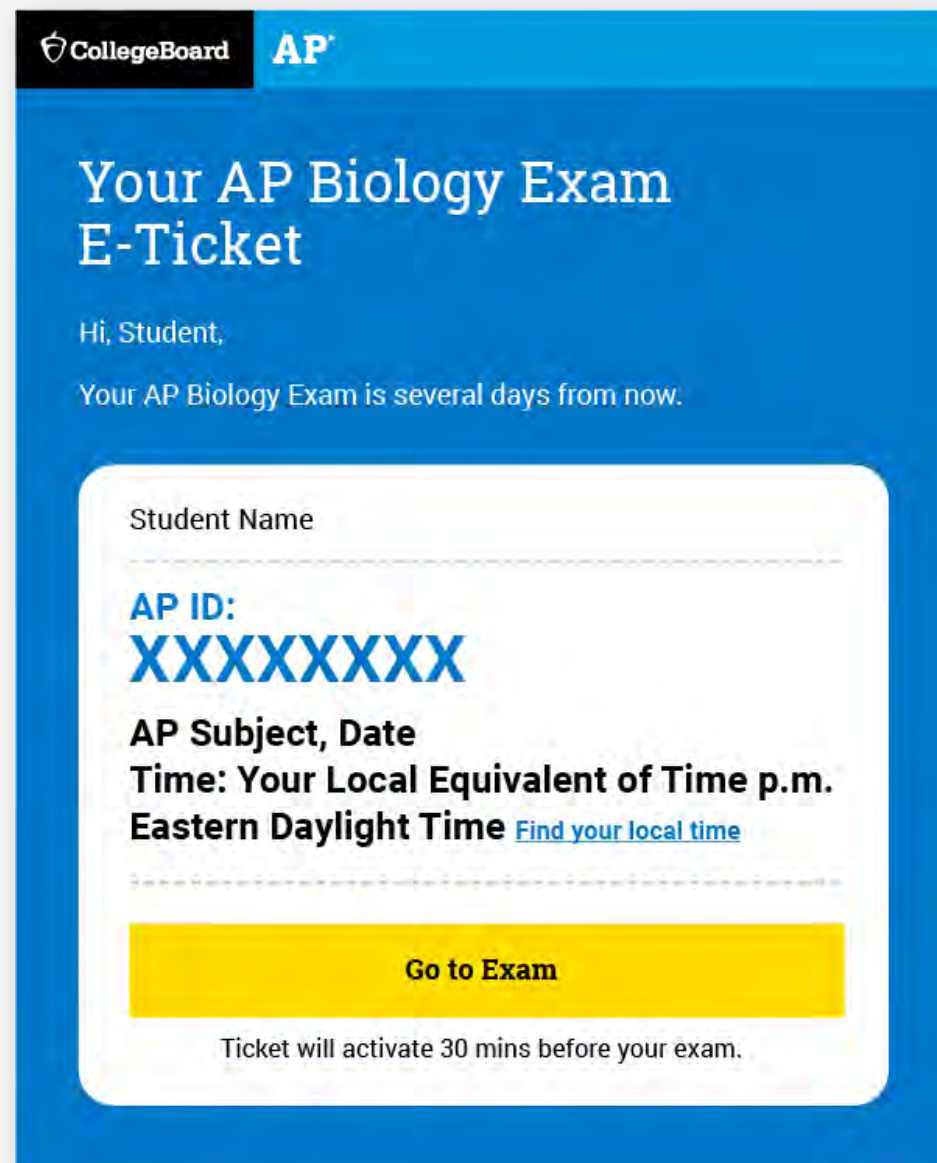 CollegeBoard AP
Your AP Biology Exam
E-Ticket
Hi, Student,
Your AP Biology Exam is several days from now.
Student Name
AP ID:
XXXXXXXX
AP Subject, Date
Time: Your Local Equivalent of Time p.m.
Eastern Daylight Time Find your local time
Go to Exam
Ticket will activate 30 mins before your exam.